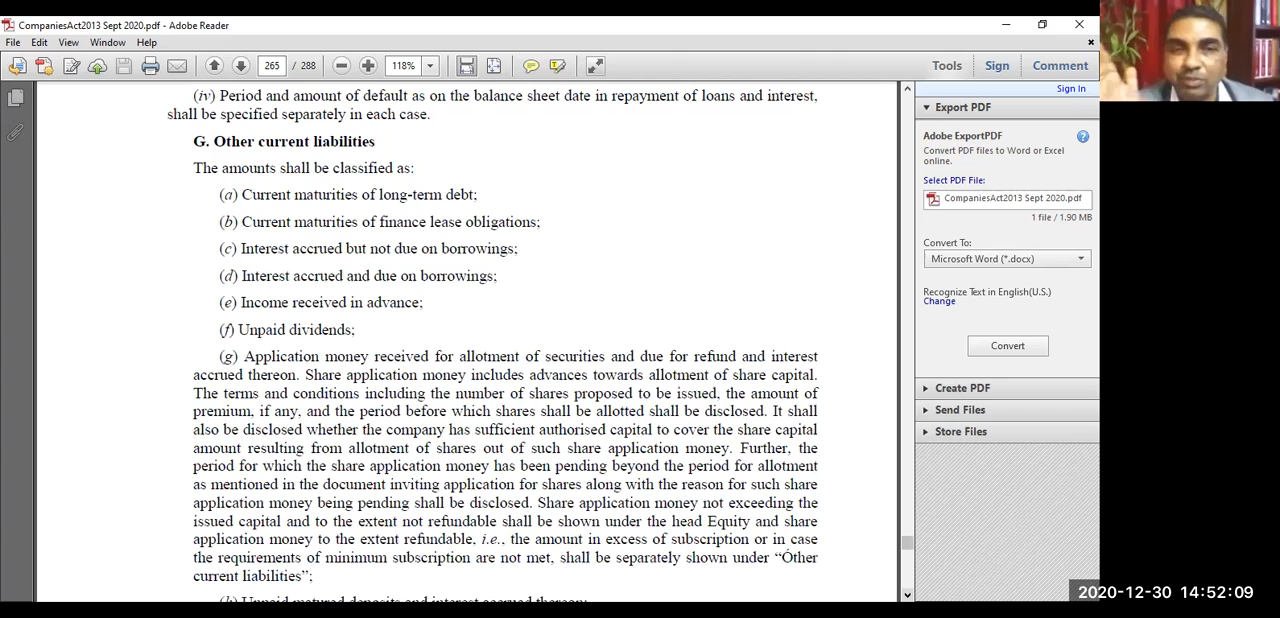 CompaniesAct2013 Sept 2020.pdf - Adobe Reader
File Edit View Window Help
265 / 288 118% Tools Sign Comment
Sign In
(iv) Period and amount of default as on the balance sheet date in repayment of loans and interest,
shall be specified separately in each case.
G. Other current liabilities
The amounts shall be classified as:
(a) Current maturities of long-term debt;
(b) Current maturities of finance lease obligations;
(c) Interest accrued but not due on borrowings;
(d) Interest accrued and due on borrowings;
(e) Income received in advance;
(f) Unpaid dividends;
(g) Application money received for allotment of securities and due for refund and interest
accrued thereon. Share application money includes advances towards allotment of share capital.
The terms and conditions including the number of shares proposed to be issued, the amount of
premium, if any, and the period before which shares shall be allotted shall be disclosed. It shall
also be disclosed whether the company has sufficient authorised capital to cover the share capital
amount resulting from allotment of shares out of such share application money. Further, the
period for which the share application money has been pending beyond the period for allotment
as mentioned in the document inviting application for shares along with the reason for such share
application money being pending shall be disclosed. Share application money not exceeding the
issued capital and to the extent not refundable shall be shown under the head Equity and share
application money to the extent refundable, i.e., the amount in excess of subscription or in case
the requirements of minimum subscription are not met, shall be separately shown under “Other
current liabilities”;
(h) Unpaid matured deposits and interest accrued thereon;
Export PDF
Adobe ExportPDF
Convert PDF files to Word or Excel
online.
Select PDF File:
CompaniesAct2013 Sept 2020.pdf
1 file / 1.90 MB
Convert To:
Microsoft Word (*.docx)
Recognize Text in English(U.S.)
Change
Convert
Create PDF
Send Files
Store Files
2020-12-30 14:52:09